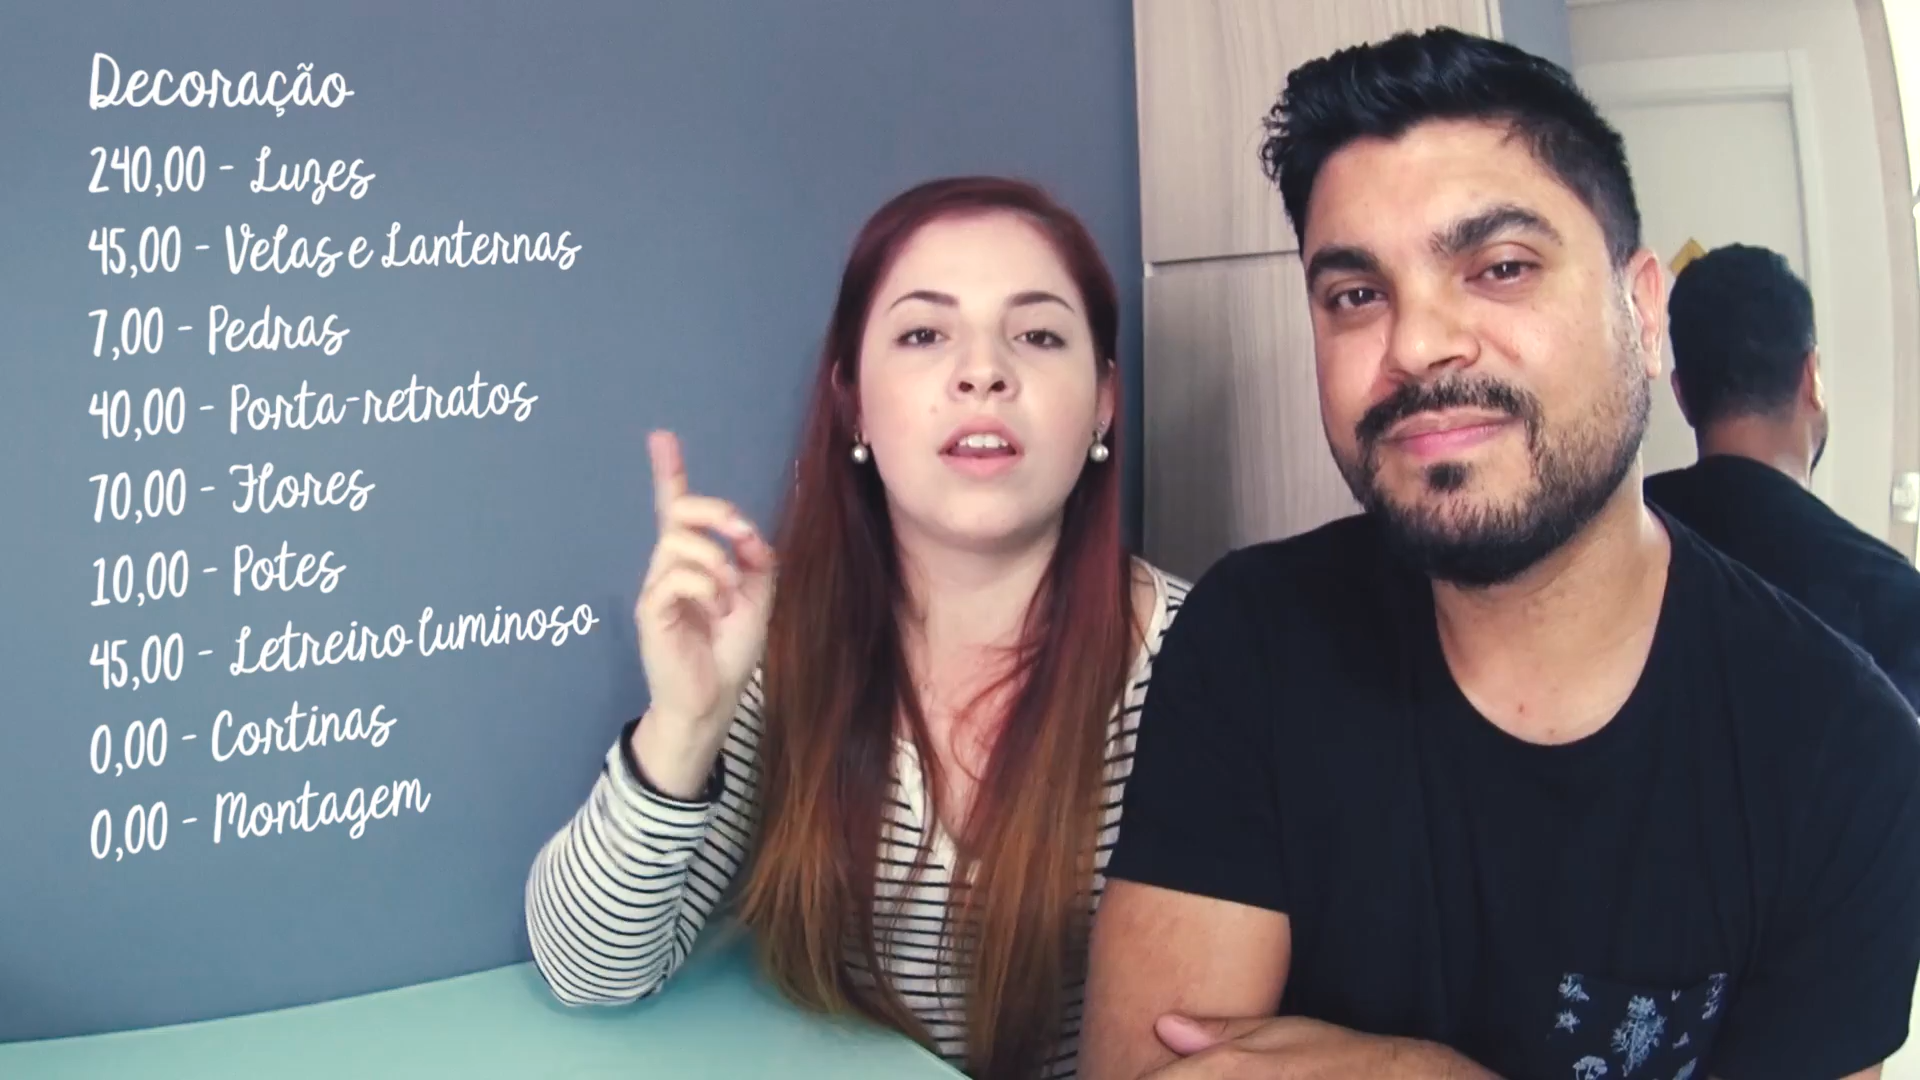 Decoração
240,00 - Luzes
45,00 - Velas e Lanternas
7,00 - Pedras
40,00 - Porta-retratos
70,00 - Flores
10,00 - Potes
45,00 - Letreiro luminoso
0,00 - Cortinas
0,00 - Montagem